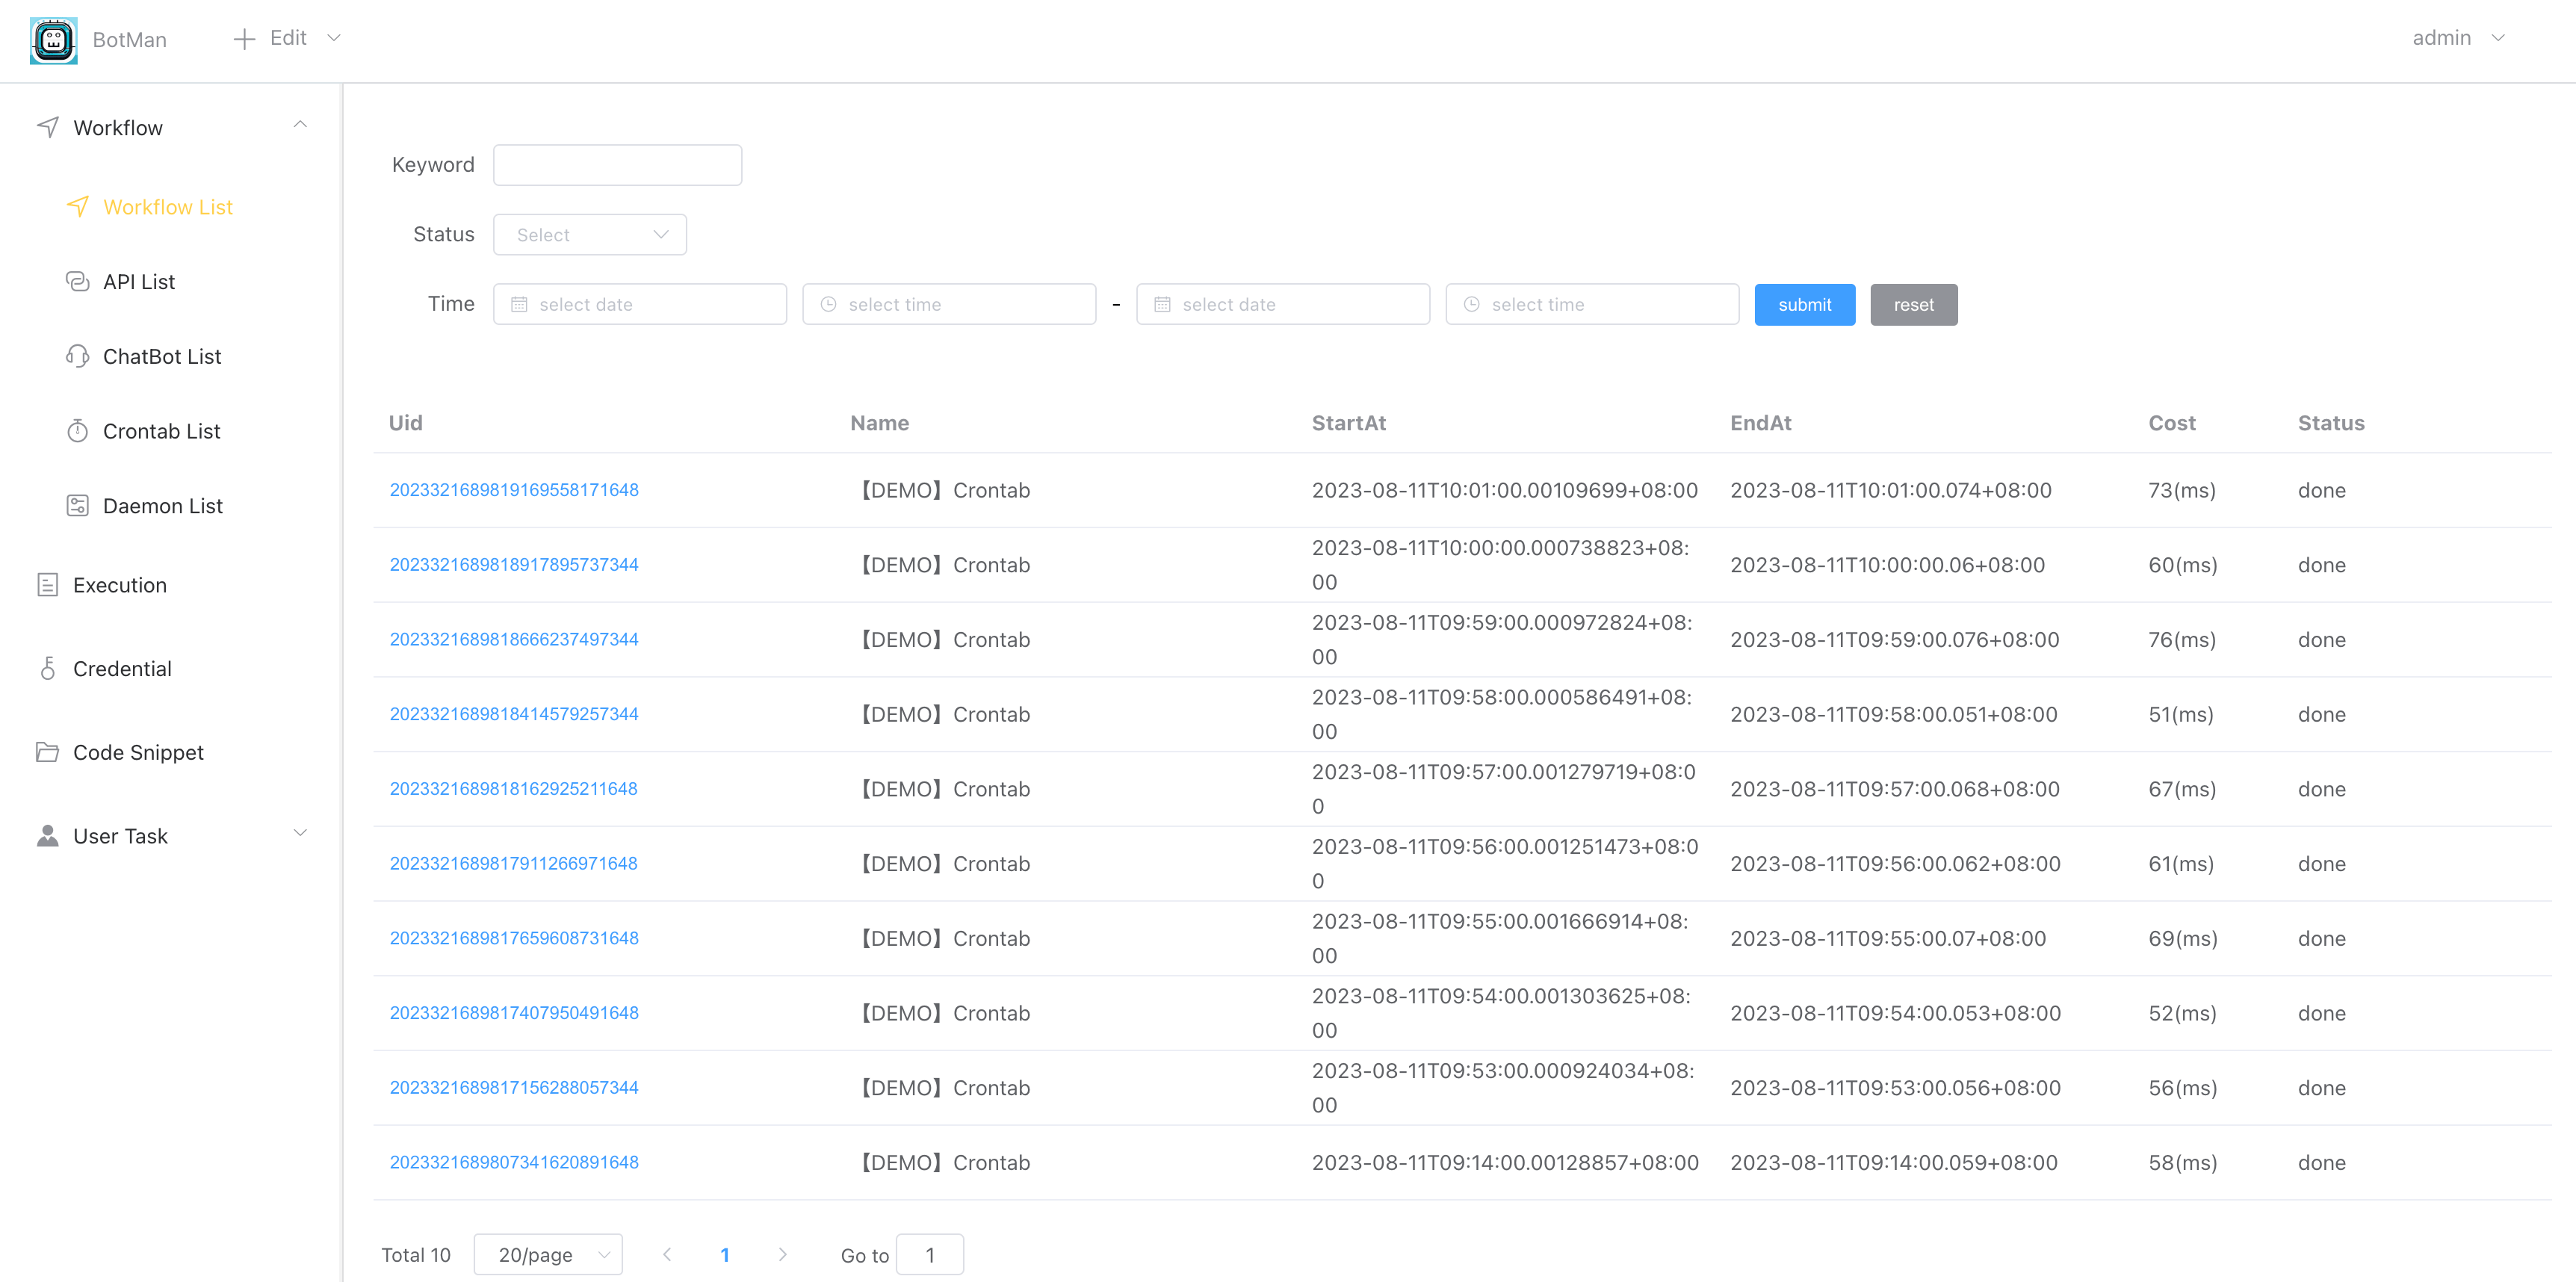 BotMan
Edit
admin
Workflow
Workflow List
API List
ChatBot List
Crontab List
Daemon List
Execution
Credential
Code Snippet
User Task
Keyword
Status Select
Time select date select time - select date select time submit reset
Uid Name StartAt EndAt Cost Status
2023321689819169558171648 【DEMO】Crontab 2023-08-11T10:01:00.00109699+08:00 2023-08-11T10:01:00.074+08:00 73(ms) done
2023321689818917895737344 【DEMO】Crontab 2023-08-11T10:00:00.000738823+08:
00 2023-08-11T10:00:00.06+08:00 60(ms) done
2023321689818666237497344 【DEMO】Crontab 2023-08-11T09:59:00.000972824+08:
00 2023-08-11T09:59:00.076+08:00 76(ms) done
2023321689818414579257344 【DEMO】Crontab 2023-08-11T09:58:00.000586491+08:
00 2023-08-11T09:58:00.051+08:00 51(ms) done
2023321689818162925211648 【DEMO】Crontab 2023-08-11T09:57:00.001279719+08:0
0 2023-08-11T09:57:00.068+08:00 67(ms) done
2023321689817911266971648 【DEMO】Crontab 2023-08-11T09:56:00.001251473+08:0
0 2023-08-11T09:56:00.062+08:00 61(ms) done
2023321689817659608731648 【DEMO】Crontab 2023-08-11T09:55:00.001666914+08:
00 2023-08-11T09:55:00.07+08:00 69(ms) done
2023321689817407950491648 【DEMO】Crontab 2023-08-11T09:54:00.001303625+08:
00 2023-08-11T09:54:00.053+08:00 52(ms) done
2023321689817156288057344 【DEMO】Crontab 2023-08-11T09:53:00.000924034+08:
00 2023-08-11T09:53:00.056+08:00 56(ms) done
2023321689807341620891648 【DEMO】Crontab 2023-08-11T09:14:00.00128857+08:00 2023-08-11T09:14:00.059+08:00 58(ms) done
Total 10 20/page 1 Go to 1